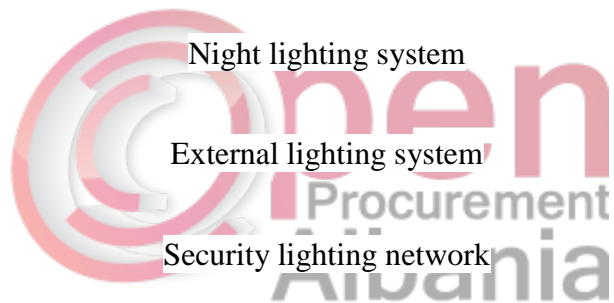 Night lighting system
Open
External lighting system
Procurement
Security lighting network
Albania